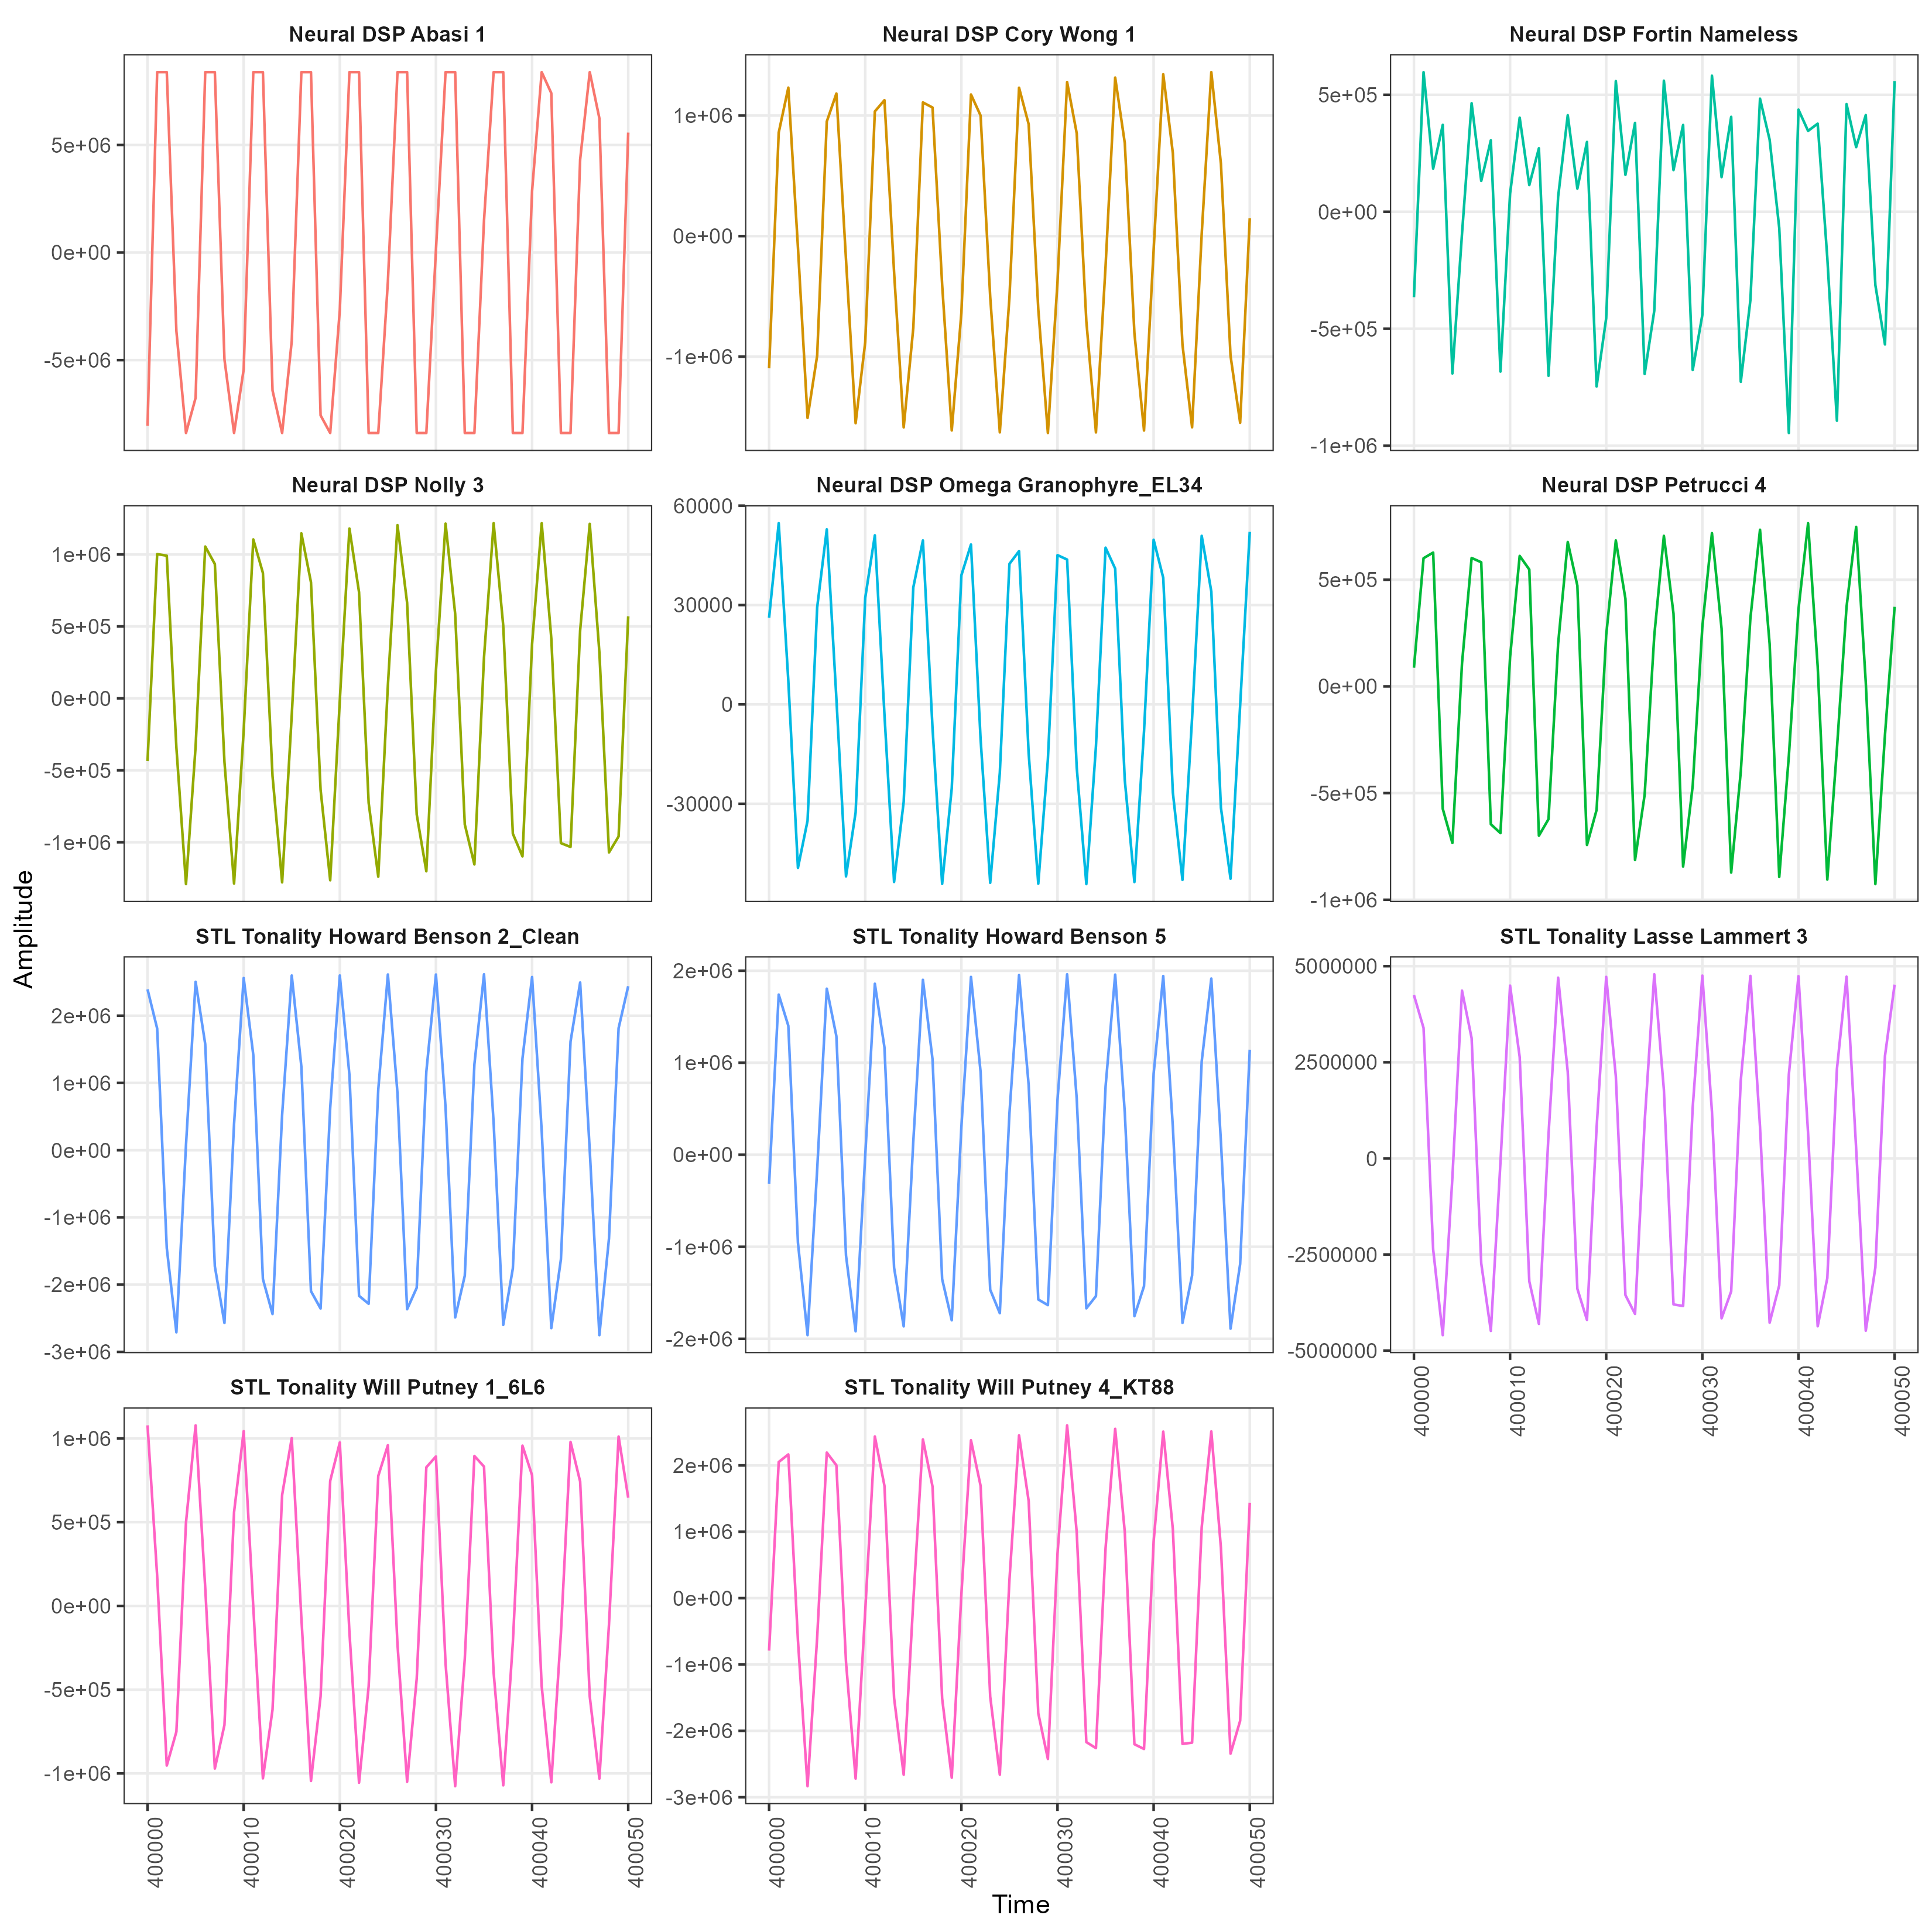 Neural DSP Abasi 1
Neural DSP Cory Wong 1
Neural DSP Fortin Nameless
5e+06
0e+00
-5e+06
1e+06
0e+00
-1e+06
5e+05
0e+00
-5e+05
-1e+06
Neural DSP Nolly 3
Neural DSP Omega Granophyre_EL34
Neural DSP Petrucci 4
1e+06
5e+05
0e+00
-5e+05
-1e+06
60000
30000
0
-30000
5e+05
0e+00
-5e+05
-1e+06
Amplitude
STL Tonality Howard Benson 2_Clean
STL Tonality Howard Benson 5
STL Tonality Lasse Lammert 3
2e+06
1e+06
0e+00
-1e+06
-2e+06
-3e+06
2e+06
1e+06
0e+00
-1e+06
-2e+06
5000000
2500000
0
-2500000
-5000000
400000
400010
400020
400030
400040
400050
STL Tonality Will Putney 1_6L6
STL Tonality Will Putney 4_KT88
1e+06
5e+05
0e+00
-5e+05
-1e+06
2e+06
1e+06
0e+00
-1e+06
-2e+06
-3e+06
400000
400010
400020
400030
400040
400050
400000
400010
400020
400030
400040
400050
Time